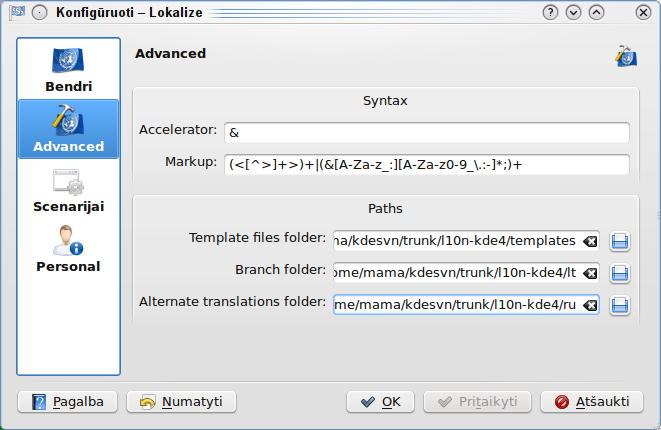 Konfigūruoti – Lokalize
Bendri
Advanced
Scenarijai
Personal
Advanced
Syntax
Accelerator: &
Markup: (<[^>]+>)+|(&[A-Za-z_:][A-Za-z0-9_\.:-]*;)+
Paths
Template files folder: na/kdesvn/trunk/l10n-kde4/templates
Branch folder: ome/mama/kdesvn/trunk/l10n-kde4/lt
Alternate translations folder: me/mama/kdesvn/trunk/l10n-kde4/ru
Pagalba
Numatyti
OK
Pritaikyti
Atšaukti